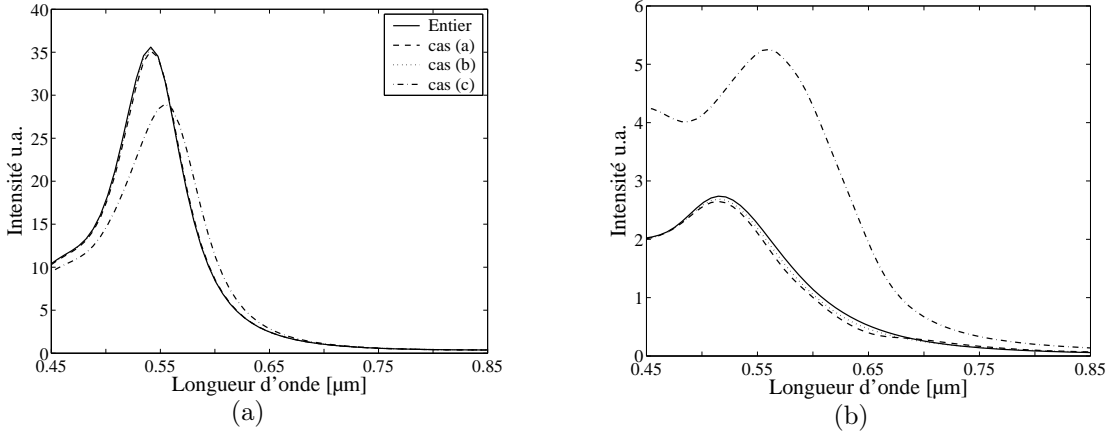 40
35
30
25
20
15
10
5
0
Intensité u.a.
0.45
0.55
0.65
0.75
0.85
Longueur d'onde [µm]
Entier
cas (a)
cas (b)
cas (c)
(a)
6
5
4
3
2
1
0
Intensité u.a.
0.45
0.55
0.65
0.75
0.85
Longueur d'onde [µm]
(b)